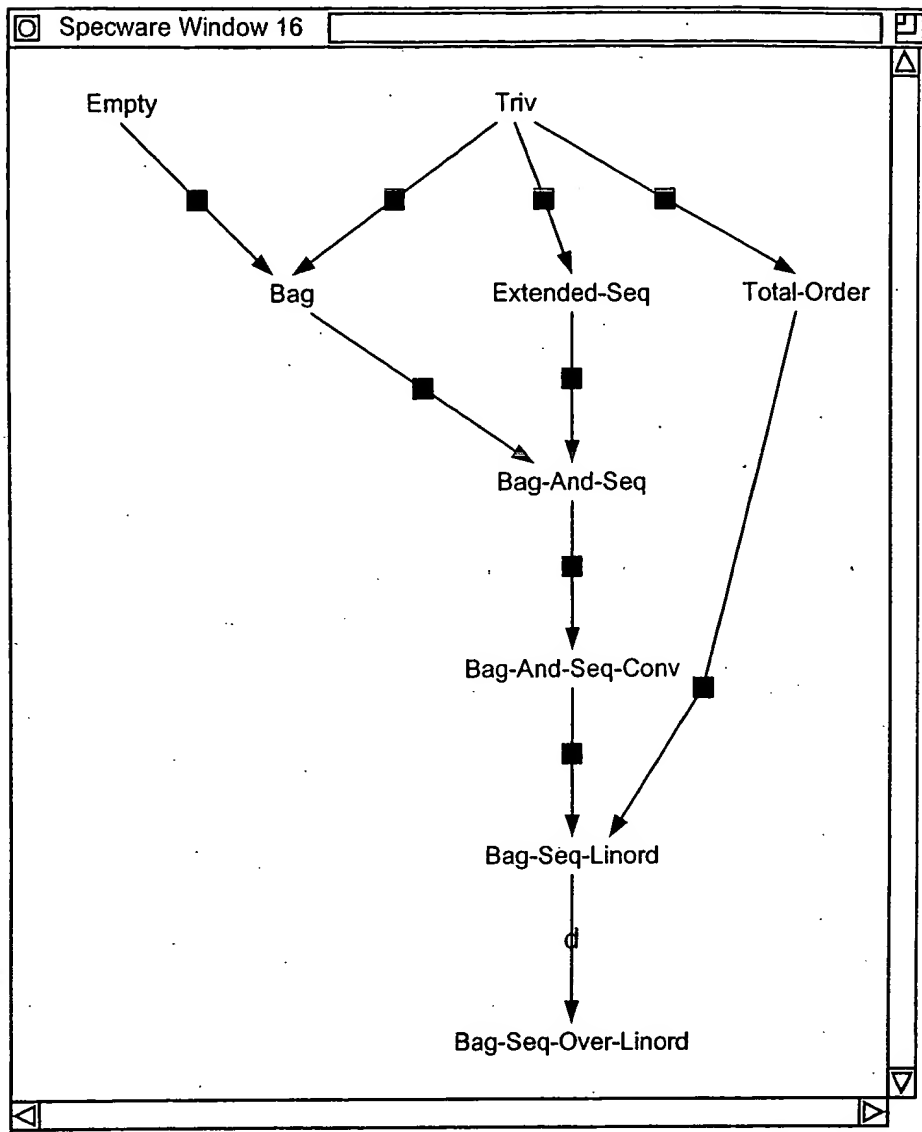 Specware Window 16
Empty
Triv
Bag
Extended-Seq
Total-Order
Bag-And-Seq
Bag-And-Seq-Conv
Bag-Seq-Linord
d
Bag-Seq-Over-Linord